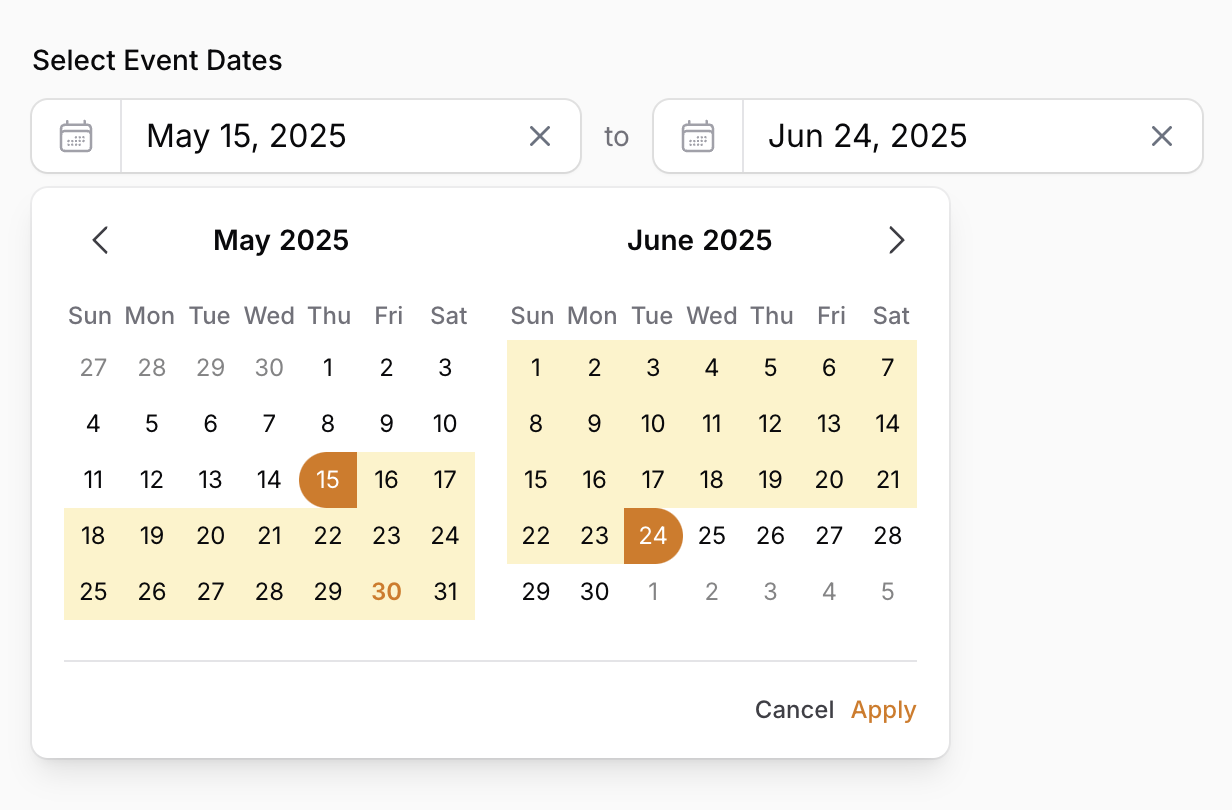 Select Event Dates
May 15, 2025 to Jun 24, 2025
May 2025
Sun Mon Tue Wed Thu Fri Sat
27 28 29 30 1 2 3
4 5 6 7 8 9 10
11 12 13 14 15 16 17
18 19 20 21 22 23 24
25 26 27 28 29 30 31
June 2025
Sun Mon Tue Wed Thu Fri Sat
1 2 3 4 5 6 7
8 9 10 11 12 13 14
15 16 17 18 19 20 21
22 23 24 25 26 27 28
29 30 1 2 3 4 5
Cancel Apply